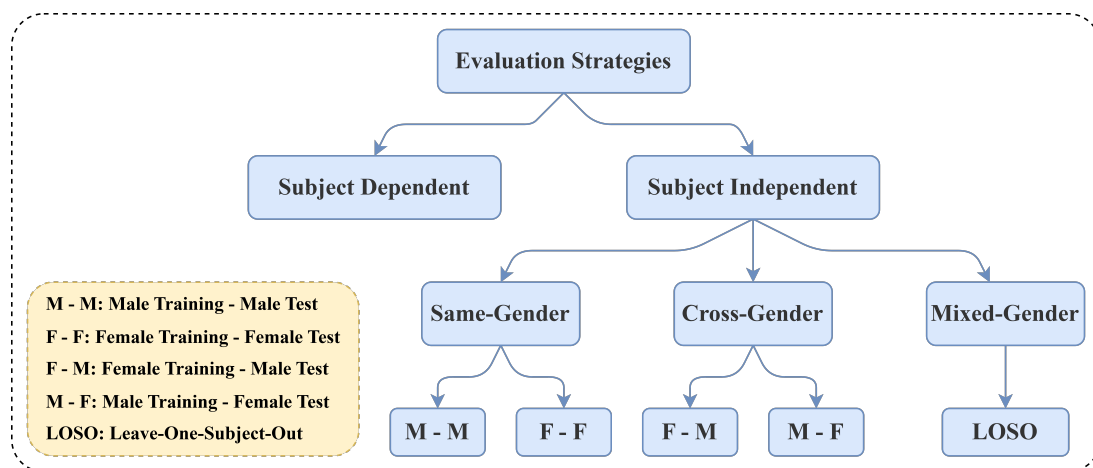 Evaluation Strategies
Subject Dependent
Subject Independent
Same-Gender
Cross-Gender
Mixed-Gender
M - M
F - F
F - M
M - F
LOSO
M - M: Male Training - Male Test
F - F: Female Training - Female Test
F - M: Female Training - Male Test
M - F: Male Training - Female Test
LOSO: Leave-One-Subject-Out